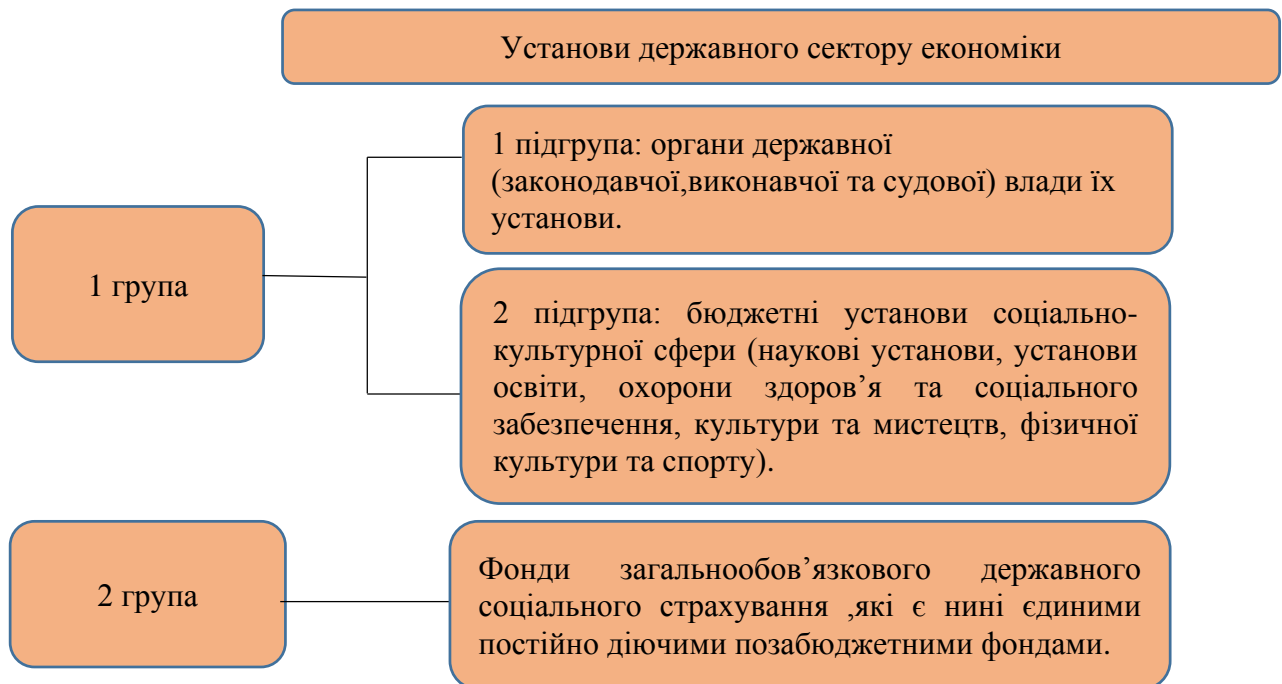 Установи державного сектору економіки
1 підгрупа: органи державної
(законодавчої,виконавчої та судової) влади їх
установи.
1 група
2 підгрупа: бюджетні установи соціально-
культурної сфери (наукові установи, установи
освіти, охорони здоров’я та соціального
забезпечення, культури та мистецтв, фізичної
культури та спорту).
2 група
Фонди загальнообов’язкового державного
соціального страхування ,які є нині єдиними
постійно діючими позабюджетними фондами.